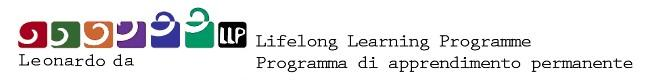 LLP
Lifelong Learning Programme
Leonardo da
Programma di apprendimento permanente